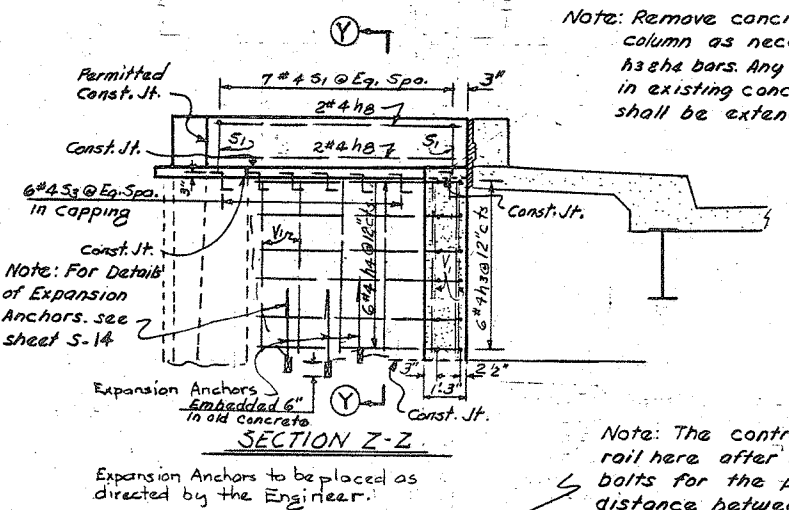 Y
Note: Remove concr
column as nec
h3&h4 bars. Any
in existing conc
shall be exten
Permitted
Const. Jt.
7 #4 S1 @ Eq. Spa.
3"
2#4 h8
Const. Jt.
S1
2#4 h8
S1
3"
6#4 S3 @ Eq. Spa.
in capping
Const. Jt.
Const. Jt.
Note: For Details
of Expansion
Anchors. see
sheet S-14
6#4 h4@12"cts
6#4 h3@12"cts
Expansion Anchors
Embedded 6"
in old concrete
3"
2 1/2"
1'3"
Y
Const. Jt.
SECTION Z-Z
Expansion Anchors to be placed as
directed by the Engineer.
Note: The contr
rail here after
bolts for the p
distance between